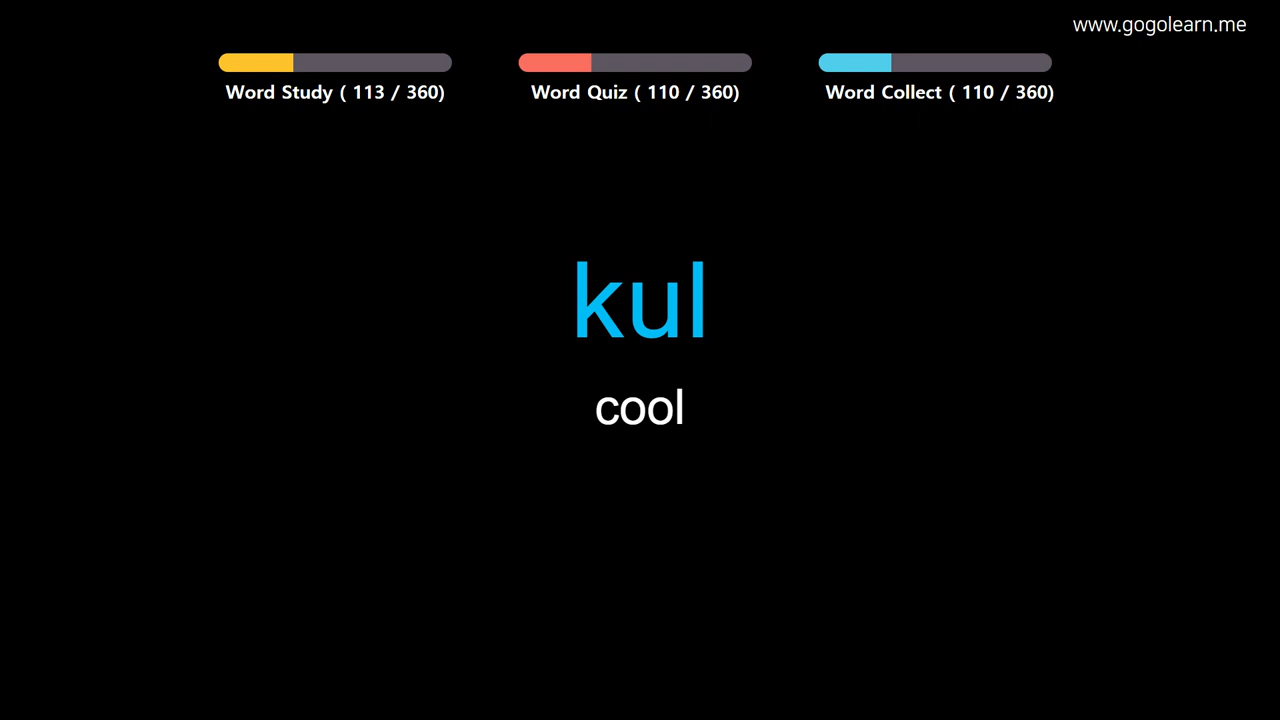 www.gogolearn.me
Word Study ( 113 / 360)
Word Quiz ( 110 / 360)
Word Collect ( 110 / 360)
kul
cool